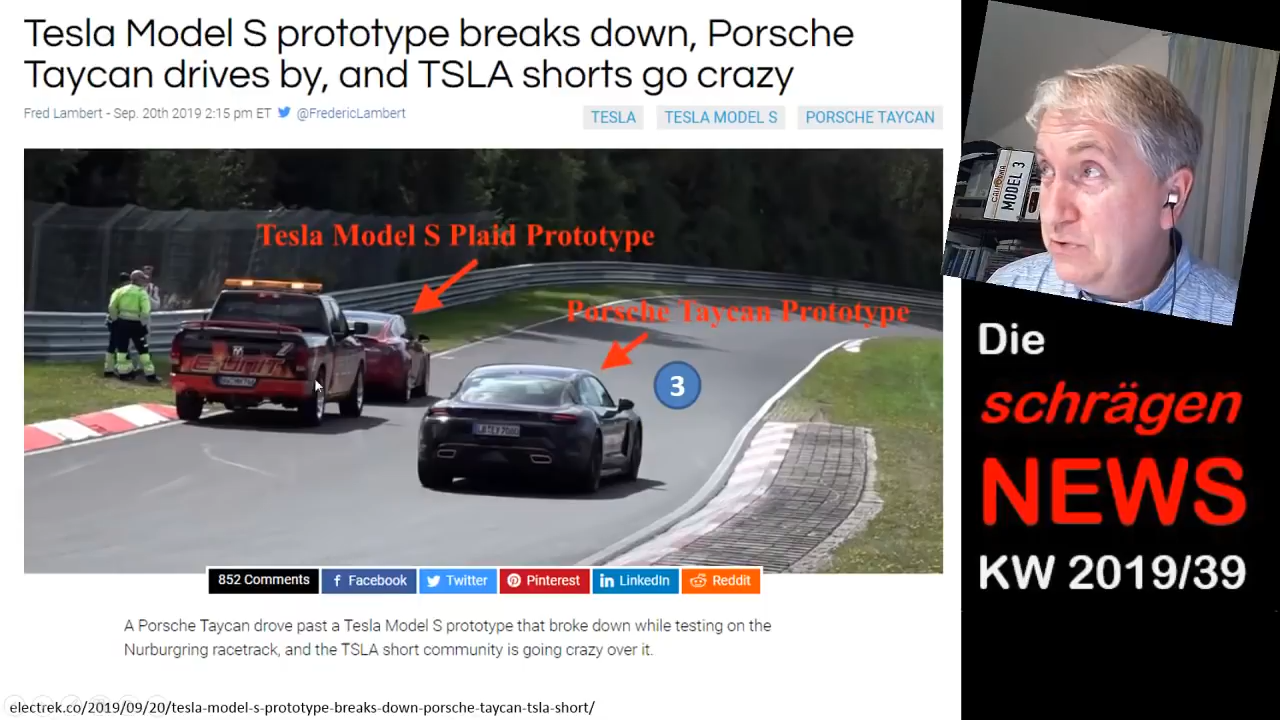 Tesla Model S prototype breaks down, Porsche
Taycan drives by, and TSLA shorts go crazy
Fred Lambert - Sep. 20th 2019 2:15 pm ET @FredericLambert
TESLA TESLA MODEL S PORSCHE TAYCAN
Tesla Model S Plaid Prototype
Porsche Taycan Prototype
3
852 Comments Facebook Twitter Pinterest LinkedIn Reddit
A Porsche Taycan drove past a Tesla Model S prototype that broke down while testing on the
Nurburgring racetrack, and the TSLA short community is going crazy over it.
electrek.co/2019/09/20/tesla-model-s-prototype-breaks-down-porsche-taycan-tsla-short/
MODEL 3
Die
schrägen
NEWS
KW 2019/39